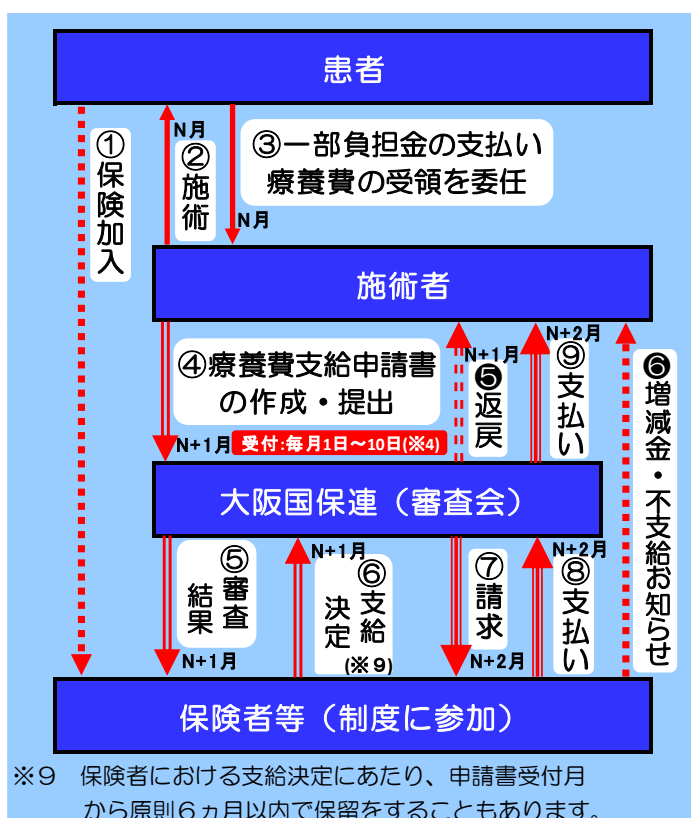 患者
①保険加入
N月
②施術
③一部負担金の支払い
療養費の受領を委任
N月
施術者
④療養費支給申請書
の作成・提出
N+1月
受付:毎月1日～10日(※4)
N+1月
❺返戻
N+2月
⑨支払い
❻増減金・不支給お知らせ
大阪国保連（審査会）
⑤審査
結果
N+1月
N+1月
⑥支給
決定
(※9)
⑦請求
N+2月
N+2月
⑧支払い
保険者等（制度に参加）
※９　保険者における支給決定にあたり、申請書受付月
から原則６ヵ月以内で保留をすることもあります。